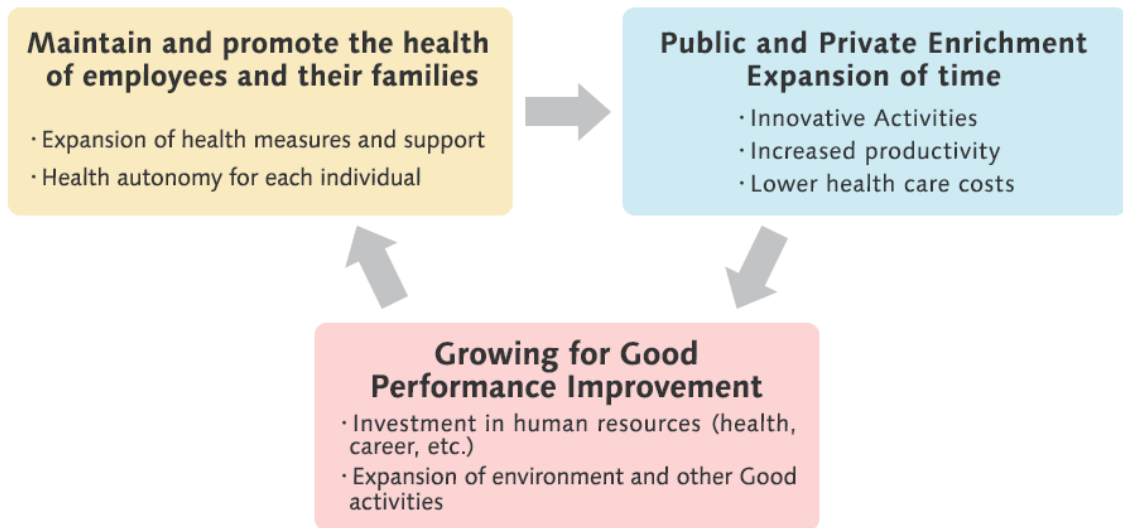 Maintain and promote the health
of employees and their families
· Expansion of health measures and support
· Health autonomy for each individual
Public and Private Enrichment
Expansion of time
· Innovative Activities
· Increased productivity
· Lower health care costs
Growing for Good
Performance Improvement
· Investment in human resources (health,
career, etc.)
· Expansion of environment and other Good
activities